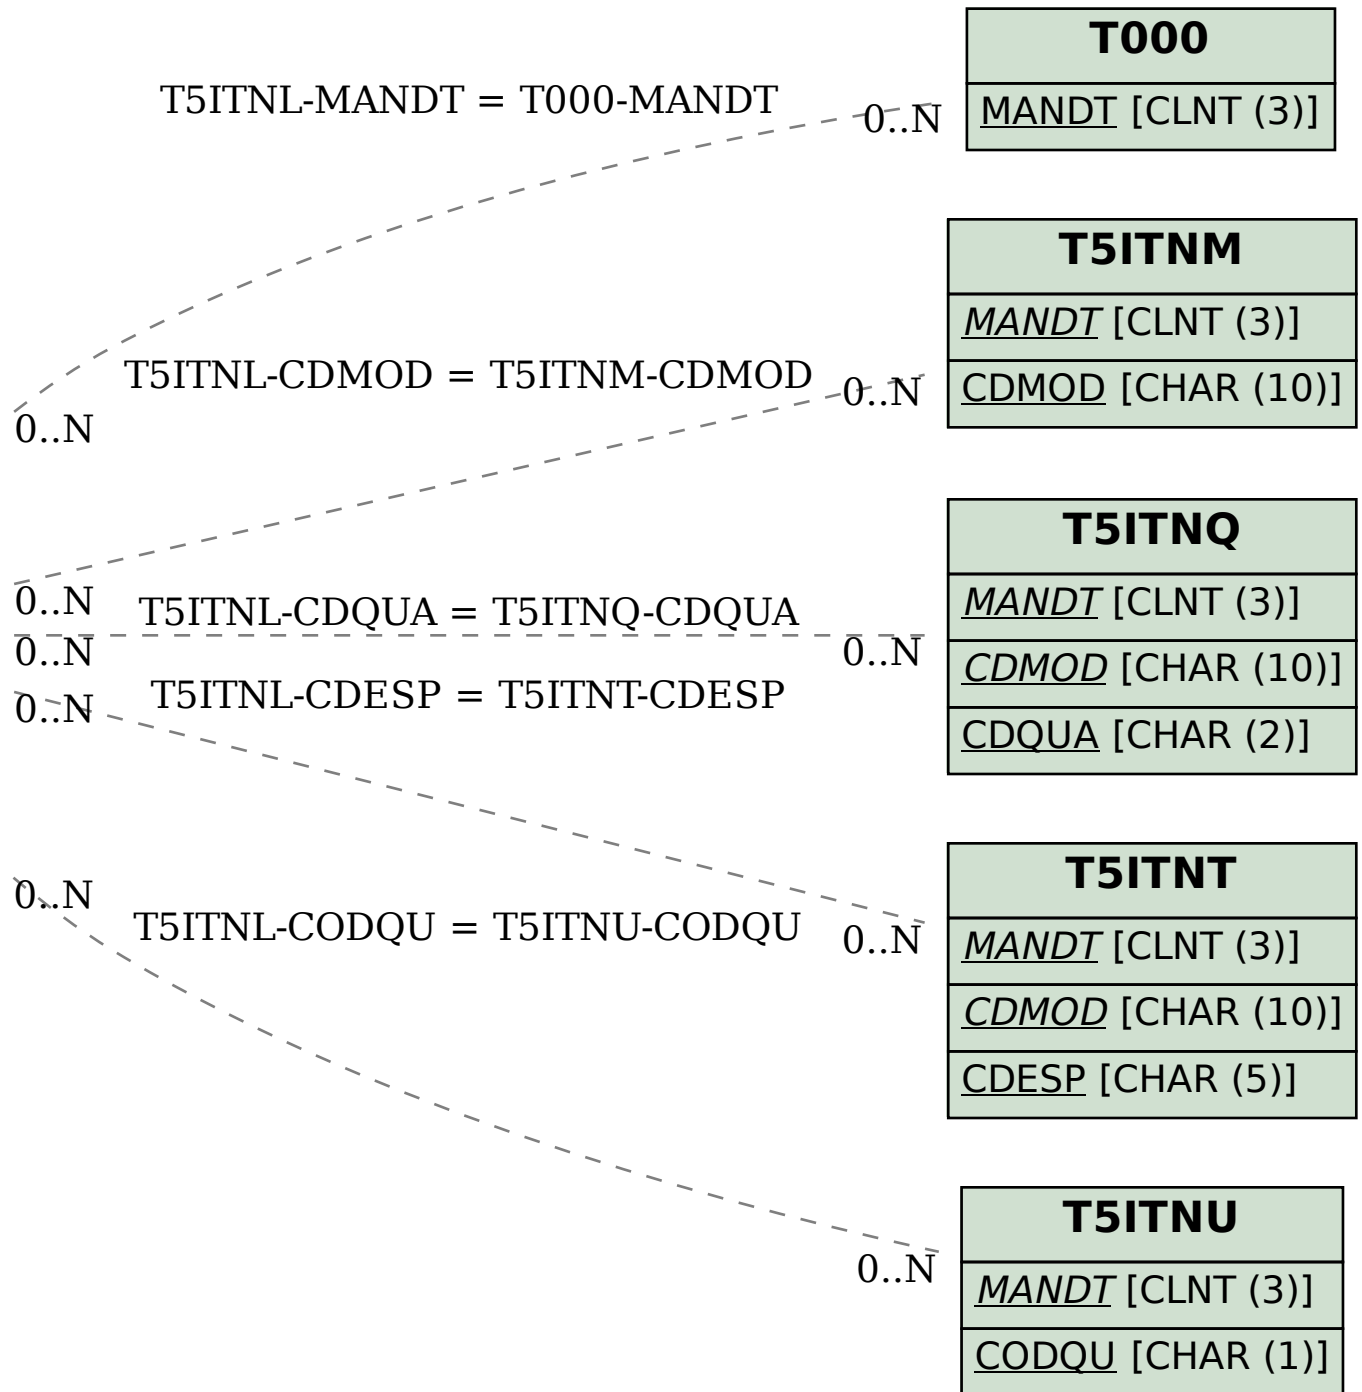 T000
T5ITNL-MANDT = T000-MANDT
0..N
MANDT [CLNT (3)]
T5ITNM
MANDT [CLNT (3)]
T5ITNL-CDMOD = T5ITNM-CDMOD
0..N
CDMOD [CHAR (10)]
0..N
T5ITNQ
0..N
T5ITNL-CDQUA = T5ITNQ-CDQUA
MANDT [CLNT (3)]
0..N
0..N
CDMOD [CHAR (10)]
0..N
T5ITNL-CDESP = T5ITNT-CDESP
CDQUA [CHAR (2)]
T5ITNT
0..N
T5ITNL-CODQU = T5ITNU-CODQU
0..N
MANDT [CLNT (3)]
CDMOD [CHAR (10)]
CDESP [CHAR (5)]
T5ITNU
0..N
MANDT [CLNT (3)]
CODQU [CHAR (1)]